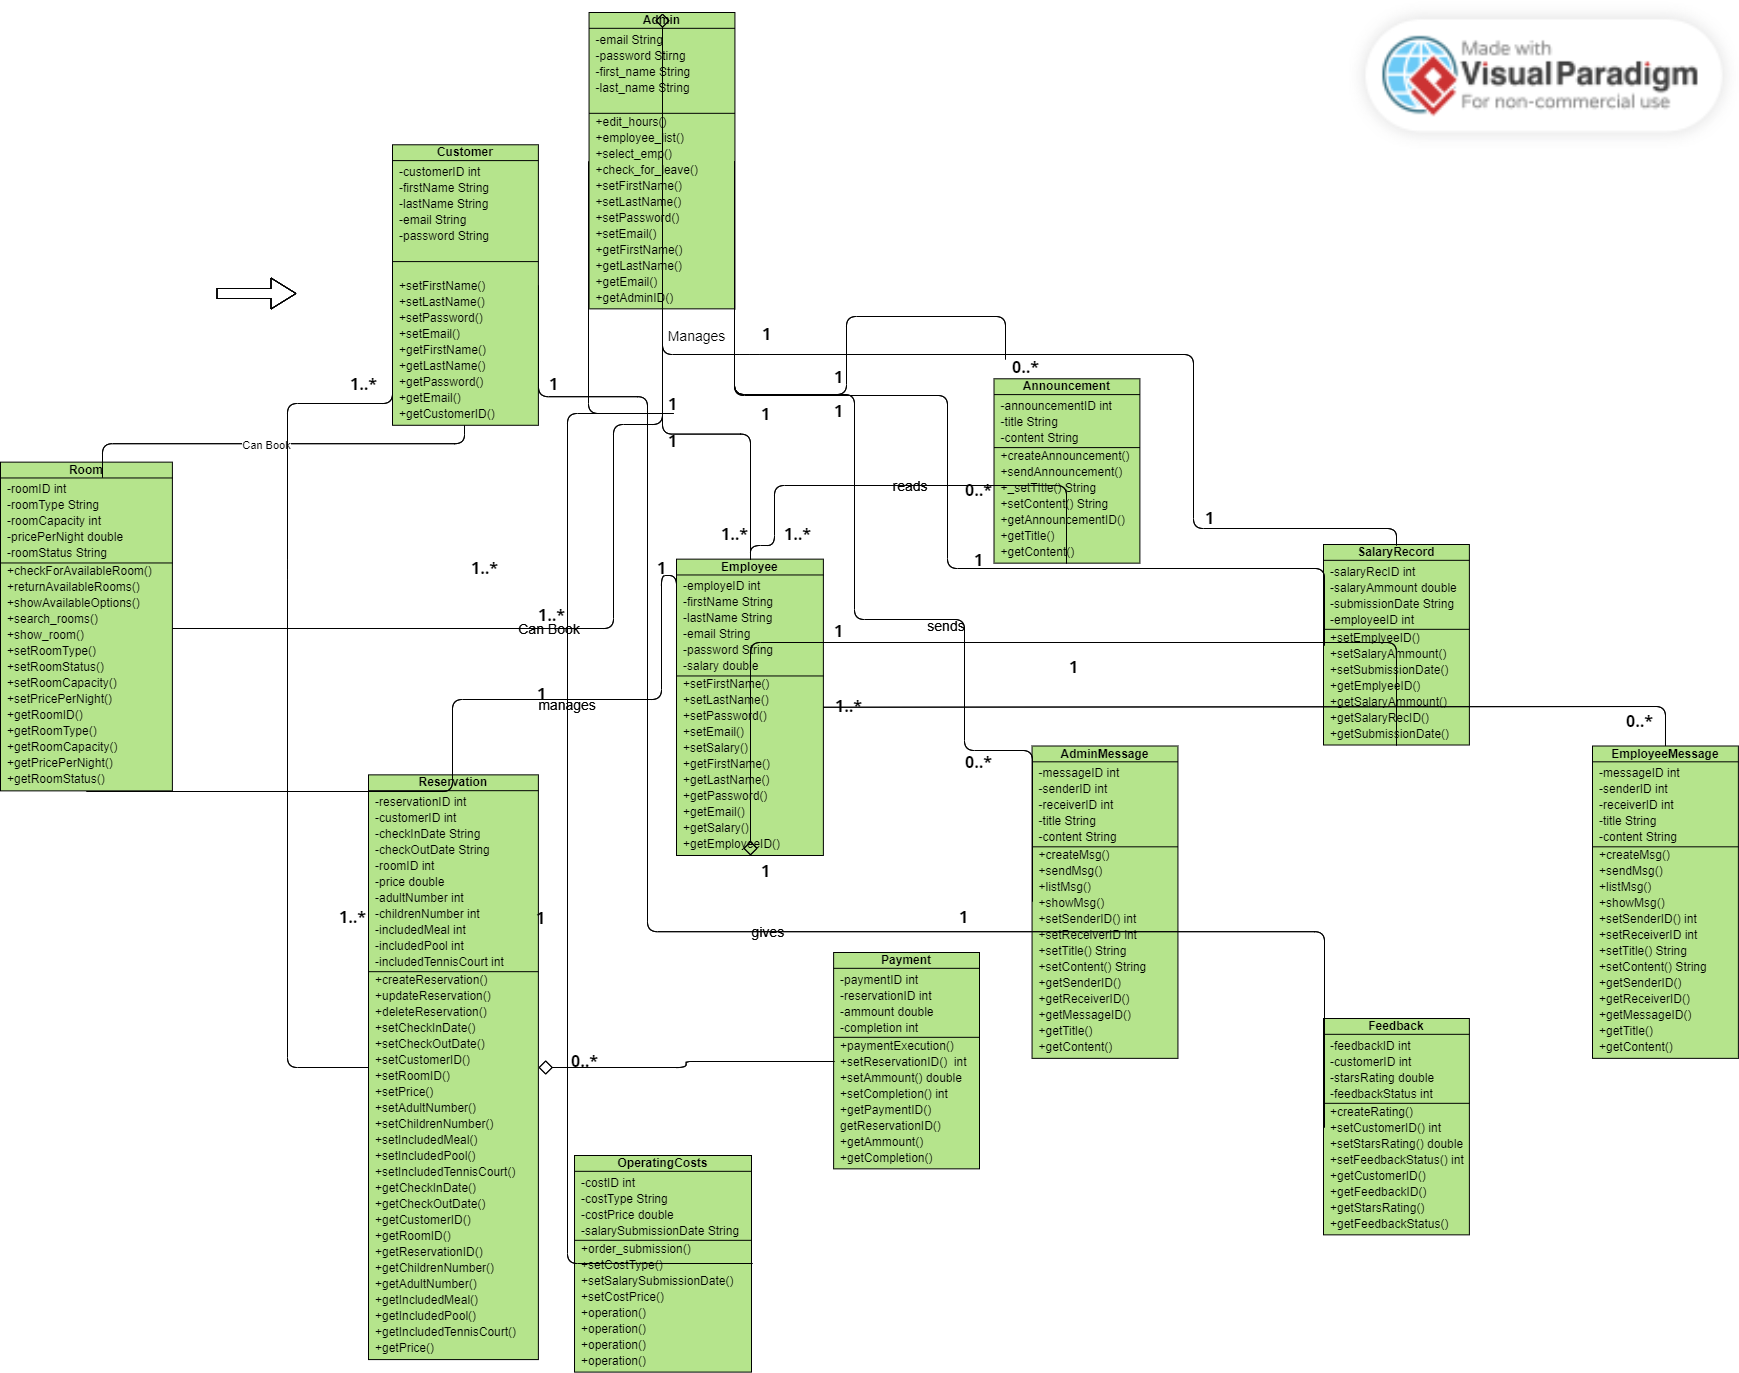 Made with
Visual Paradigm
For non-commercial use
Admin
-email String
-password Stirng
-first_name String
-last_name String
+edit_hours()
+employee_list()
+select_emp()
+check_for_leave()
+setFirstName()
+setLastName()
+setPassword()
+setEmail()
+getFirstName()
+getLastName()
+getEmail()
+getAdminID()
Customer
-customerID int
-firstName String
-lastName String
-email String
-password String
+setFirstName()
+setLastName()
+setPassword()
+setEmail()
+getFirstName()
+getLastName()
+getPassword()
+getEmail()
+getCustomerID()
Manages
1
0..*
1..*
1
1
1
1
1
1
Can Book
Announcement
-announcementID int
-title String
-content String
+createAnnouncement()
+sendAnnouncement()
+_setTitle() String
+setContent() String
+getAnnouncementID()
+getTitle()
+getContent()
Room
-roomID int
-roomType String
-roomCapacity int
-pricePerNight double
-roomStatus String
+checkForAvailableRoom()
+returnAvailableRooms()
+showAvailableOptions()
+search_rooms()
+show_room()
+setRoomType()
+setRoomStatus()
+setRoomCapacity()
+setPricePerNight()
+getRoomID()
+getRoomType()
+getRoomCapacity()
+getPricePerNight()
+getRoomStatus()
reads
0..*
1
1..*
1..*
1..*
1
1
1..*
Can Book
sends
1
1
1
manages
1..*
0..*
0..*
Employee
-employeID int
-firstName String
-lastName String
-email String
-password String
-salary double
+setFirstName()
+setLastName()
+setPassword()
+setEmail()
+setSalary()
+getFirstName()
+getLastName()
+getPassword()
+getEmail()
+getSalary()
+getEmployeeID()
SalaryRecord
-salaryRecID int
-salaryAmmount double
-submissionDate String
-employeeID int
+setEmplyeeID()
+setSalaryAmmount()
+setSubmissionDate()
+getEmplyeeID()
+getSalaryAmmount()
+getSalaryRecID()
+getSubmissionDate()
AdminMessage
-messageID int
-senderID int
-receiverID int
-title String
-content String
+createMsg()
+sendMsg()
+listMsg()
+showMsg()
+setSenderID() int
+setReceiverID int
+setTitle() String
+setContent() String
+getSenderID()
+getReceiverID()
+getMessageID()
+getTitle()
+getContent()
EmployeeMessage
-messageID int
-senderID int
-receiverID int
-title String
-content String
+createMsg()
+sendMsg()
+listMsg()
+showMsg()
+setSenderID() int
+setReceiverID int
+setTitle() String
+setContent() String
+getSenderID()
+getReceiverID()
+getMessageID()
+getTitle()
+getContent()
Reservation
-reservationID int
-customerID int
-checkInDate String
-checkOutDate String
-roomID int
-price double
-adultNumber int
-childrenNumber int
-includedMeal int
-includedPool int
-includedTennisCourt int
+createReservation()
+updateReservation()
+deleteReservation()
+setCheckInDate()
+setCheckOutDate()
+setCustomerID()
+setRoomID()
+setPrice()
+setAdultNumber()
+setChildrenNumber()
+setIncludedMeal()
+setIncludedPool()
+setIncludedTennisCourt()
+getCheckInDate()
+getCheckOutDate()
+getCustomerID()
+getRoomID()
+getReservationID()
+getChildrenNumber()
+getAdultNumber()
+getIncludedMeal()
+getIncludedPool()
+getIncludedTennisCourt()
+getPrice()
1
1..*
1
1
gives
0..*
Payment
-paymentID int
-reservationID int
-ammount double
-completion int
+paymentExecution()
+setReservationID() int
+setAmmount() double
+setCompletion() int
+getPaymentID()
getReservationID()
+getAmmount()
+getCompletion()
Feedback
-feedbackID int
-customerID int
-starsRating double
-feedbackStatus int
+createRating()
+setCustomerID() int
+setStarsRating() double
+setFeedbackStatus() int
+getCustomerID()
+getFeedbackID()
+getStarsRating()
+getFeedbackStatus()
OperatingCosts
-costID int
-costType String
-costPrice double
-salarySubmissionDate String
+order_submission()
+setCostType()
+setSalarySubmissionDate()
+setCostPrice()
+operation()
+operation()
+operation()
+operation()